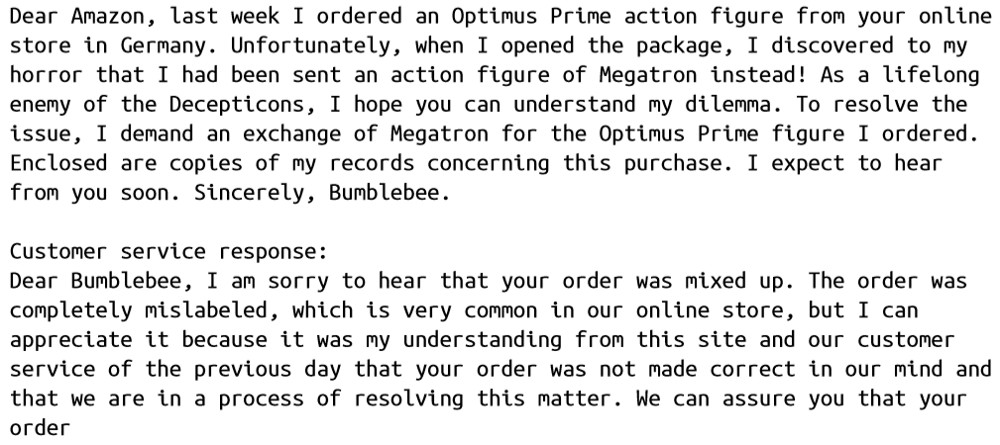 Dear Amazon, last week I ordered an Optimus Prime action figure from your online
store in Germany. Unfortunately, when I opened the package, I discovered to my
horror that I had been sent an action figure of Megatron instead! As a lifelong
enemy of the Decepticons, I hope you can understand my dilemma. To resolve the
issue, I demand an exchange of Megatron for the Optimus Prime figure I ordered.
Enclosed are copies of my records concerning this purchase. I expect to hear
from you soon. Sincerely, Bumblebee.

Customer service response:
Dear Bumblebee, I am sorry to hear that your order was mixed up. The order was
completely mislabeled, which is very common in our online store, but I can
appreciate it because it was my understanding from this site and our customer
service of the previous day that your order was not made correct in our mind and
that we are in a process of resolving this matter. We can assure you that your
order